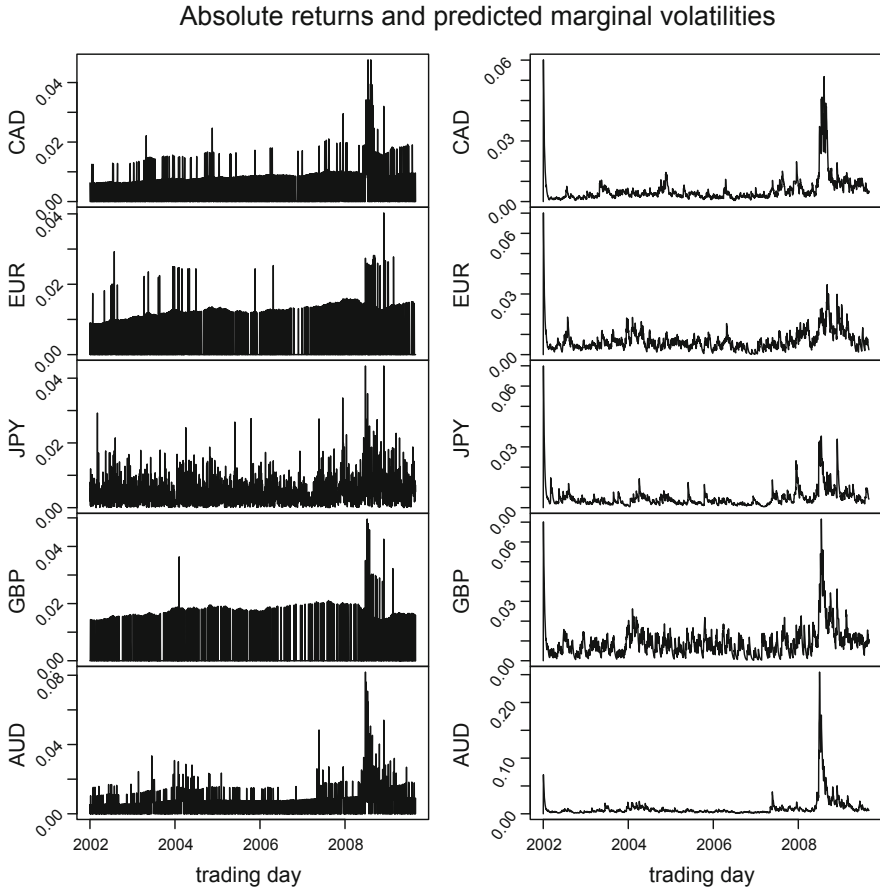 Absolute returns and predicted marginal volatilities
CAD
0.00 0.02 0.04
EUR
0.00 0.02 0.04
JPY
0.00 0.02 0.04
GBP
0.00 0.02 0.04
AUD
0.00 0.04 0.08
2002 2004 2006 2008
trading day
CAD
0.00 0.03 0.06
EUR
0.00 0.03 0.06
JPY
0.00 0.03 0.06
GBP
0.00 0.03 0.06
AUD
0.00 0.10 0.20
2002 2004 2006 2008
trading day